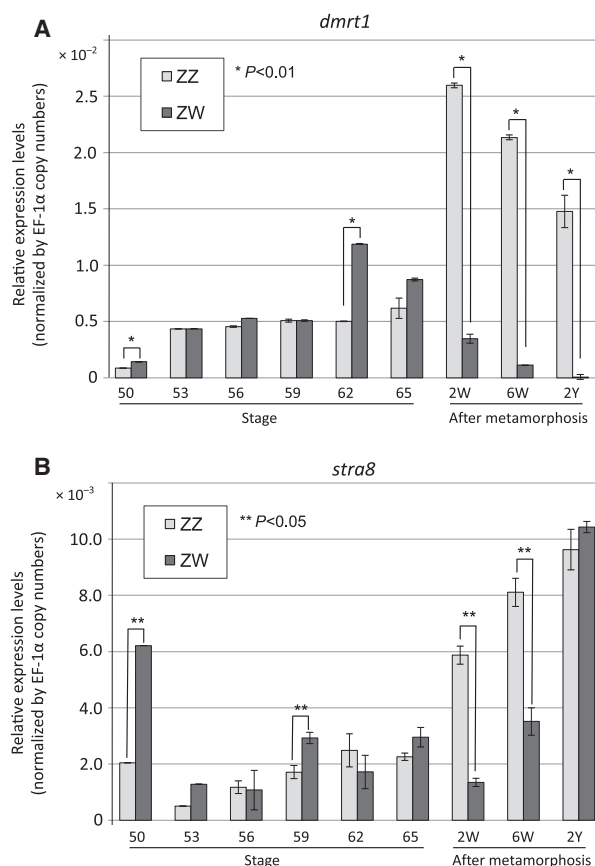 A
dmrt1
× 10⁻²
ZZ
ZW
* P<0.01
Relative expression levels
(normalized by EF-1α copy numbers)
2.5
2.0
1.5
1.0
0.5
0
*
*
*
*
*
50 53 56 59 62 65 2W 6W 2Y
Stage After metamorphosis
B
stra8
× 10⁻³
ZZ
ZW
** P<0.05
Relative expression levels
(normalized by EF-1α copy numbers)
10.0
8.0
6.0
4.0
2.0
0
**
**
**
**
50 53 56 59 62 65 2W 6W 2Y
Stage After metamorphosis